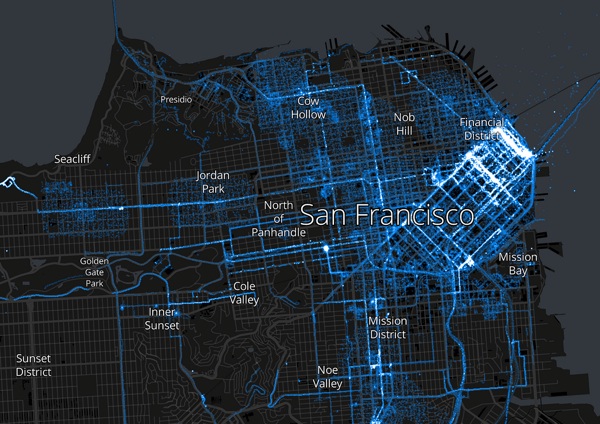 Presidio
Cow
Hollow
Nob
Hill
Financial
District
Seacliff
Jordan
Park
North
of
Panhandle
San Francisco
Golden
Gate
Park
Mission
Bay
Cole
Valley
Inner
Sunset
Mission
District
Sunset
District
Noe
Valley